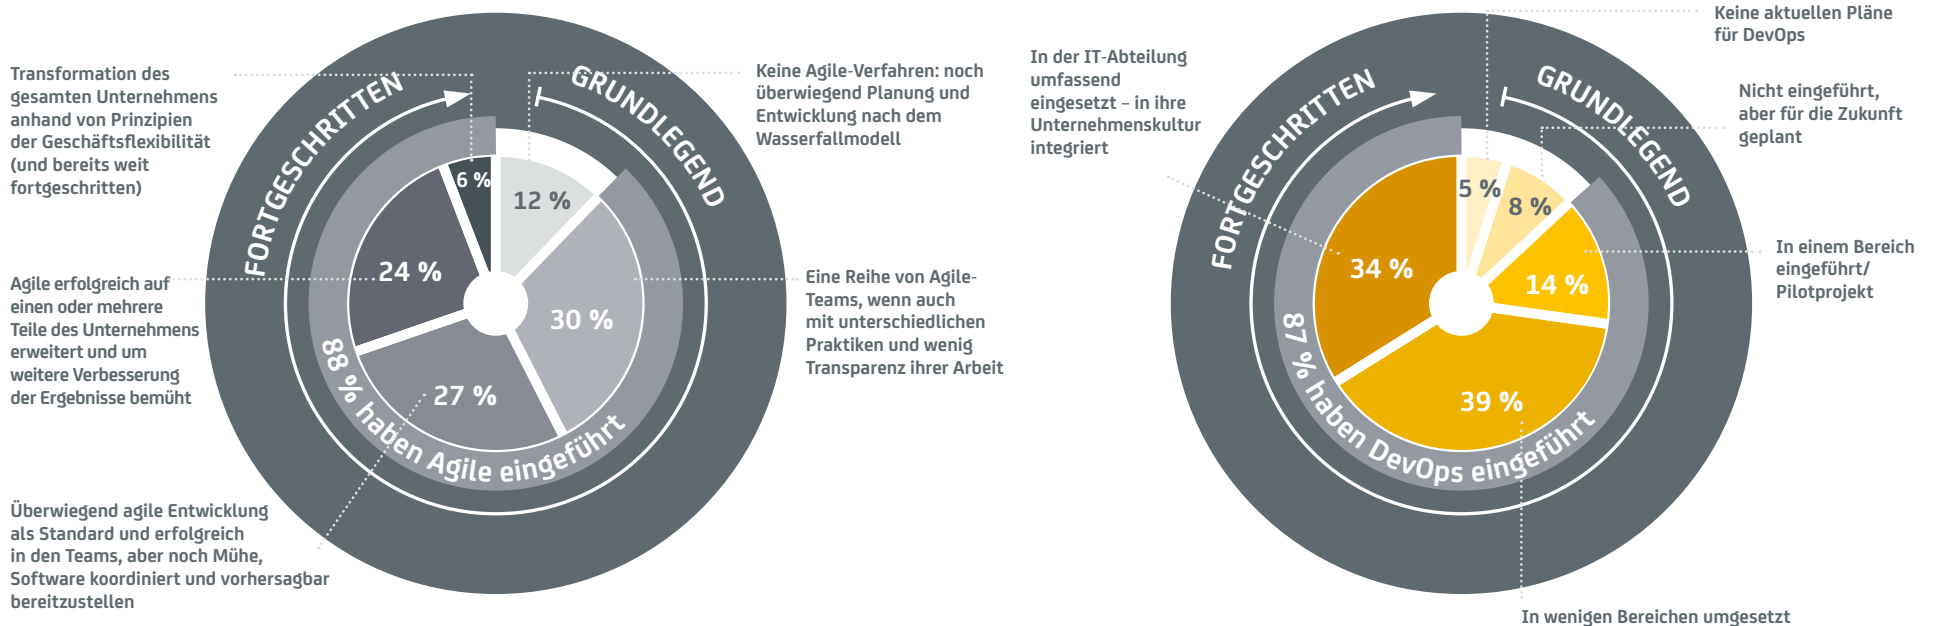 Transformation des
gesamten Unternehmens
anhand von Prinzipien
der Geschäftsflexibilität
(und bereits weit
fortgeschritten)
Agile erfolgreich auf
einen oder mehrere
Teile des Unternehmens
erweitert und um
weitere Verbesserung
der Ergebnisse bemüht
Überwiegend agile Entwicklung
als Standard und erfolgreich
in den Teams, aber noch Mühe,
Software koordiniert und vorhersagbar
bereitzustellen
FORTGESCHRITTEN
GRUNDLEGEND
6 %
12 %
24 %
30 %
27 %
88 % haben Agile eingeführt
Keine Agile-Verfahren: noch
überwiegend Planung und
Entwicklung nach dem
Wasserfallmodell
Eine Reihe von Agile-
Teams, wenn auch
mit unterschiedlichen
Praktiken und wenig
Transparenz ihrer Arbeit
In der IT-Abteilung
umfassend
eingesetzt – in ihre
Unternehmenskultur
integriert
FORTGESCHRITTEN
GRUNDLEGEND
5 %
8 %
34 %
14 %
39 %
87 % haben DevOps eingeführt
Keine aktuellen Pläne
für DevOps
Nicht eingeführt,
aber für die Zukunft
geplant
In einem Bereich
eingeführt/
Pilotprojekt
In wenigen Bereichen umgesetzt